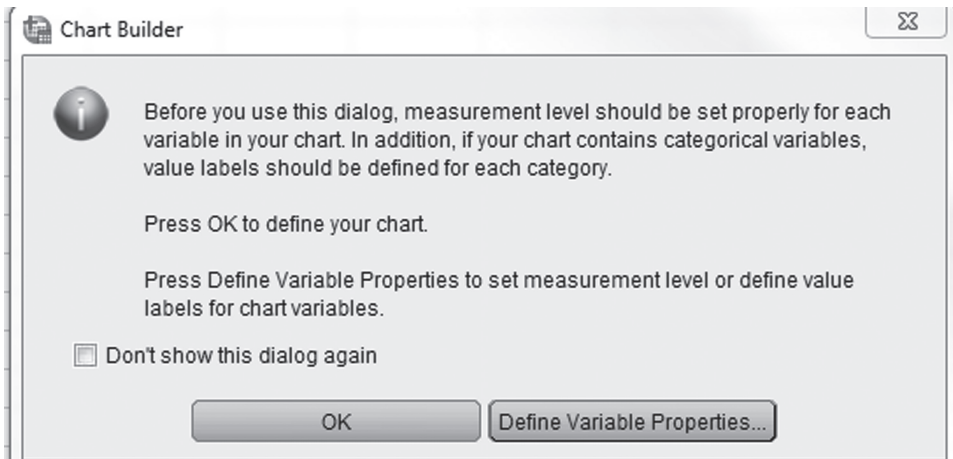 Chart Builder
Before you use this dialog, measurement level should be set properly for each
variable in your chart. In addition, if your chart contains categorical variables,
value labels should be defined for each category.
Press OK to define your chart.
Press Define Variable Properties to set measurement level or define value
labels for chart variables.
Don't show this dialog again
OK
Define Variable Properties...